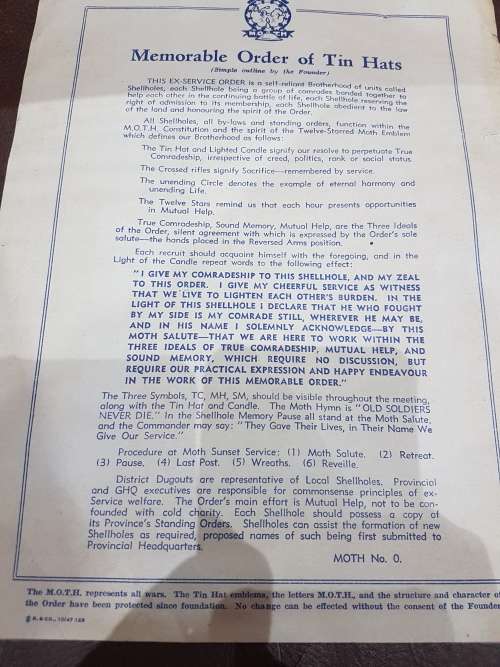 M.O.T.H.
Memorable Order of Tin Hats
(Simple outline by the Founder)
THIS EX-SERVICE ORDER is a self-reliant Brotherhood of units called
Shellholes, each Shellhole being a group of comrades banded together to
help each other in the continuing battle of life, each Shellhole reserving the
right of admission to its membership, each Shellhole obedient to the law
of the land and honouring the spirit of the Order.
All Shellholes, all by-laws and standing orders, function within the
M.O.T.H. Constitution and the spirit of the Twelve-Starred Moth Emblem
which defines our Brotherhood as follows:
The Tin Hat and Lighted Candle signify our resolve to perpetuate True
Comradeship, irrespective of creed, politics, rank or social status.
The Crossed rifles signify Sacrifice—remembered by service.
The unending Circle denotes the example of eternal harmony and
unending Life.
The Twelve Stars remind us that each hour presents opportunities
in Mutual Help.
True Comradeship, Sound Memory, Mutual Help, are the Three Ideals
of the Order, silent agreement with which is expressed by the Order's sole
salute—the hands placed in the Reversed Arms position.
Each recruit should acquaint himself with the foregoing, and in the
Light of the Candle repeat words to the following effect:
"I GIVE MY COMRADESHIP TO THIS SHELLHOLE, AND MY ZEAL
TO THIS ORDER. I GIVE MY CHEERFUL SERVICE AS WITNESS
THAT WE LIVE TO LIGHTEN EACH OTHER'S BURDEN. IN THE
LIGHT OF THIS SHELLHOLE I DECLARE THAT HE WHO FOUGHT
BY MY SIDE IS MY COMRADE STILL, WHEREVER HE MAY BE,
AND IN HIS NAME I SOLEMNLY ACKNOWLEDGE—BY THIS
MOTH SALUTE—THAT WE ARE HERE TO WORK WITHIN THE
THREE IDEALS OF TRUE COMRADESHIP, MUTUAL HELP, AND
SOUND MEMORY, WHICH REQUIRE NO DISCUSSION, BUT
REQUIRE OUR PRACTICAL EXPRESSION AND HAPPY ENDEAVOUR
IN THE WORK OF THIS MEMORABLE ORDER."
The Three Symbols, TC, MH, SM, should be visible throughout the meeting,
along with the Tin Hat and Candle. The Moth Hymn is "OLD SOLDIERS
NEVER DIE." In the Shellhole Memory Pause all stand at the Moth Salute,
and the Commander may say: "They Gave Their Lives, in Their Name We
Give Our Service."
Procedure at Moth Sunset Service: (1) Moth Salute. (2) Retreat.
(3) Pause. (4) Last Post. (5) Wreaths. (6) Reveille.
District Dugouts are representative of Local Shellholes. Provincial
and GHQ executives are responsible for commonsense principles of ex-
Service welfare. The Order's main effort is Mutual Help, not to be con-
founded with cold charity. Each Shellhole should possess a copy of
its Province's Standing Orders. Shellholes can assist the formation of new
Shellholes as required, proposed names of such being first submitted to
Provincial Headquarters.
MOTH No. 0.
The M.O.T.H. represents all wars. The Tin Hat emblems, the letters M.O.T.H., and the structure and character of
the Order have been protected since foundation. No change can be effected without the consent of the Founder